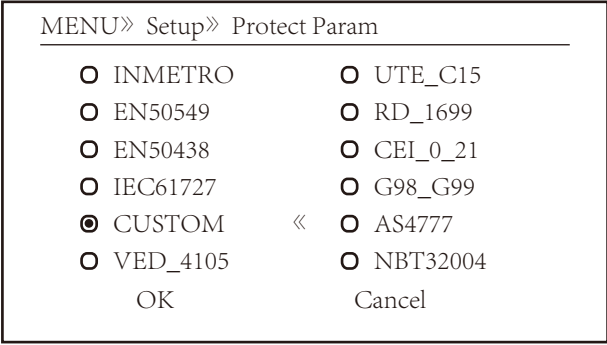 MENU» Setup» Protect Param
INMETRO UTE_C15
EN50549 RD_1699
EN50438 CEI_0_21
IEC61727 G98_G99
CUSTOM « AS4777
VED_4105 NBT32004
OK Cancel